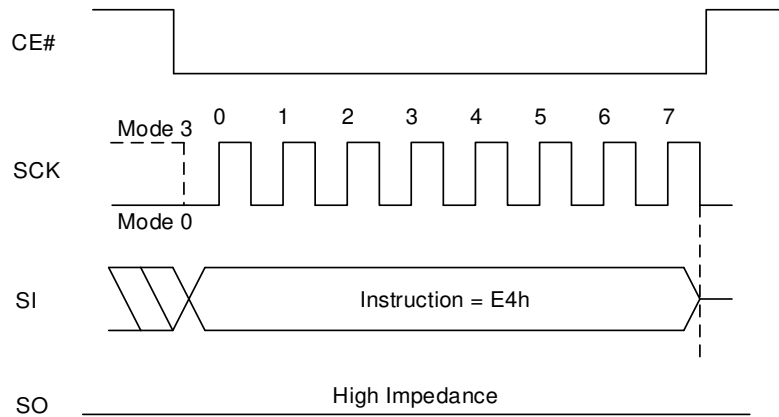 CE#
0 1 2 3 4 5 6 7
Mode 3
SCK
Mode 0
SI
Instruction = E4h
High Impedance
SO